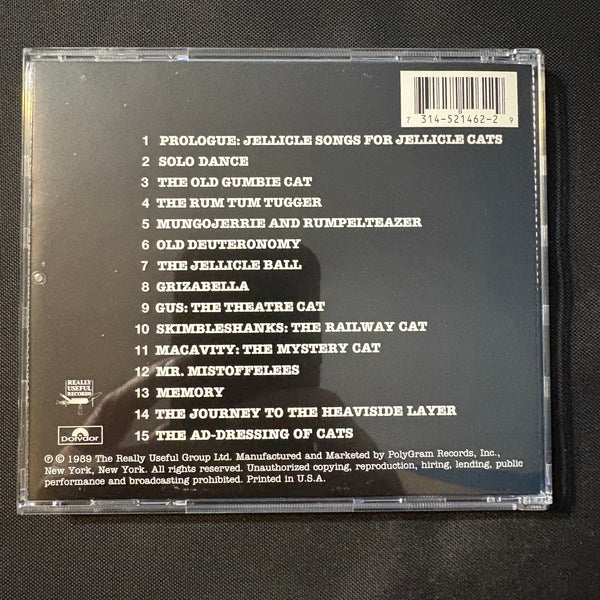 7 314-521462-2 9
1 PROLOGUE: JELLICLE SONGS FOR JELLICLE CATS
2 SOLO DANCE
3 THE OLD GUMBIE CAT
4 THE RUM TUM TUGGER
5 MUNGOJERRIE AND RUMPELTEAZER
6 OLD DEUTERONOMY
7 THE JELLICLE BALL
8 GRIZABELLA
9 GUS: THE THEATRE CAT
10 SKIMBLESHANKS: THE RAILWAY CAT
11 MACAVITY: THE MYSTERY CAT
12 MR. MISTOFFELEES
13 MEMORY
14 THE JOURNEY TO THE HEAVISIDE LAYER
15 THE AD-DRESSING OF CATS
REALLY
USEFUL
RECORDS
Polydor
℗ © 1989 The Really Useful Group Ltd. Manufactured and Marketed by PolyGram Records, Inc.,
New York, New York. All rights reserved. Unauthorized copying, reproduction, hiring, lending, public
performance and broadcasting prohibited. Printed in U.S.A.